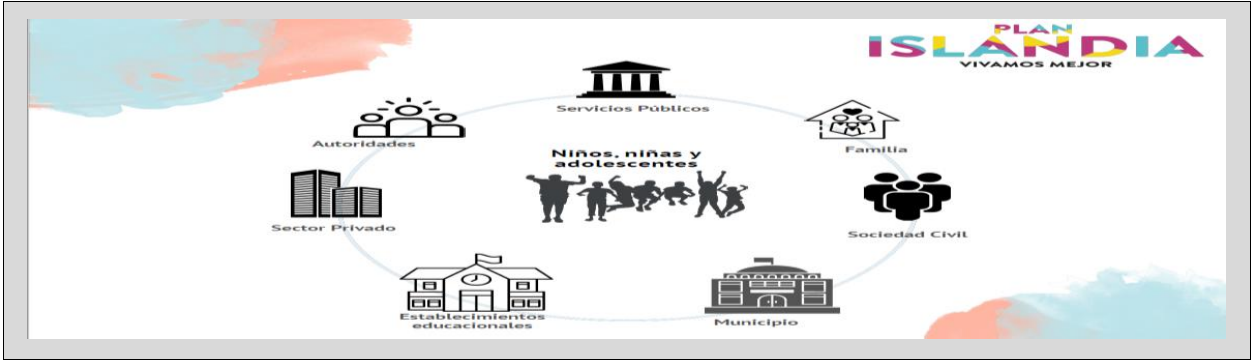 PLAN
ISLANDIA
VIVAMOS MEJOR
Servicios Públicos
Autoridades
Familia
Niños, niñas y
adolescentes
Sector Privado
Sociedad Civil
Establecimientos
educacionales
Municipio